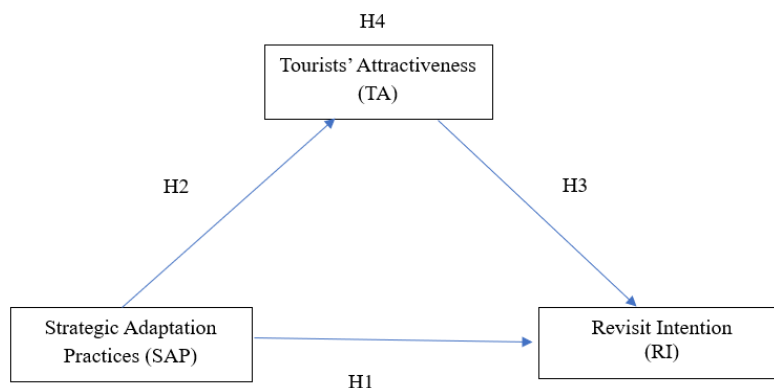 H4
Tourists’ Attractiveness
(TA)
H2
H3
Strategic Adaptation
Practices (SAP)
Revisit Intention
(RI)
H1